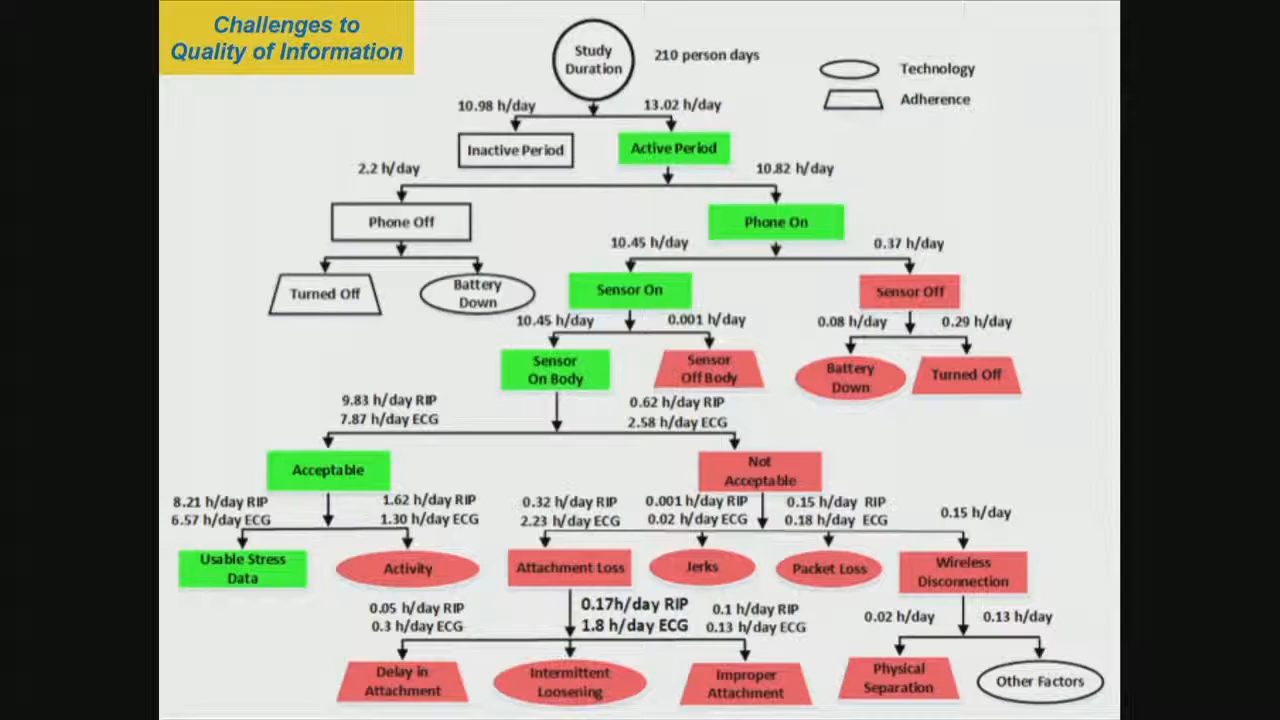 Challenges to
Quality of Information
Study
Duration
210 person days
Technology
Adherence
10.98 h/day
13.02 h/day
Inactive Period
Active Period
2.2 h/day
10.82 h/day
Phone Off
Phone On
10.45 h/day
0.37 h/day
Turned Off
Battery
Down
Sensor On
Sensor Off
10.45 h/day
0.001 h/day
0.08 h/day
0.29 h/day
Sensor
On Body
Sensor
Off Body
Battery
Down
Turned Off
9.83 h/day RIP
7.87 h/day ECG
0.62 h/day RIP
2.58 h/day ECG
Acceptable
Not
Acceptable
8.21 h/day RIP
6.57 h/day ECG
1.62 h/day RIP
1.30 h/day ECG
0.32 h/day RIP
2.23 h/day ECG
0.001 h/day RIP
0.02 h/day ECG
0.15 h/day RIP
0.18 h/day ECG
0.15 h/day
Usable Stress
Data
Activity
Attachment Loss
Jerks
Packet Loss
Wireless
Disconnection
0.05 h/day RIP
0.3 h/day ECG
0.17h/day RIP
1.8 h/day ECG
0.1 h/day RIP
0.13 h/day ECG
0.02 h/day
0.13 h/day
Delay in
Attachment
Intermittent
Loosening
Improper
Attachment
Physical
Separation
Other Factors